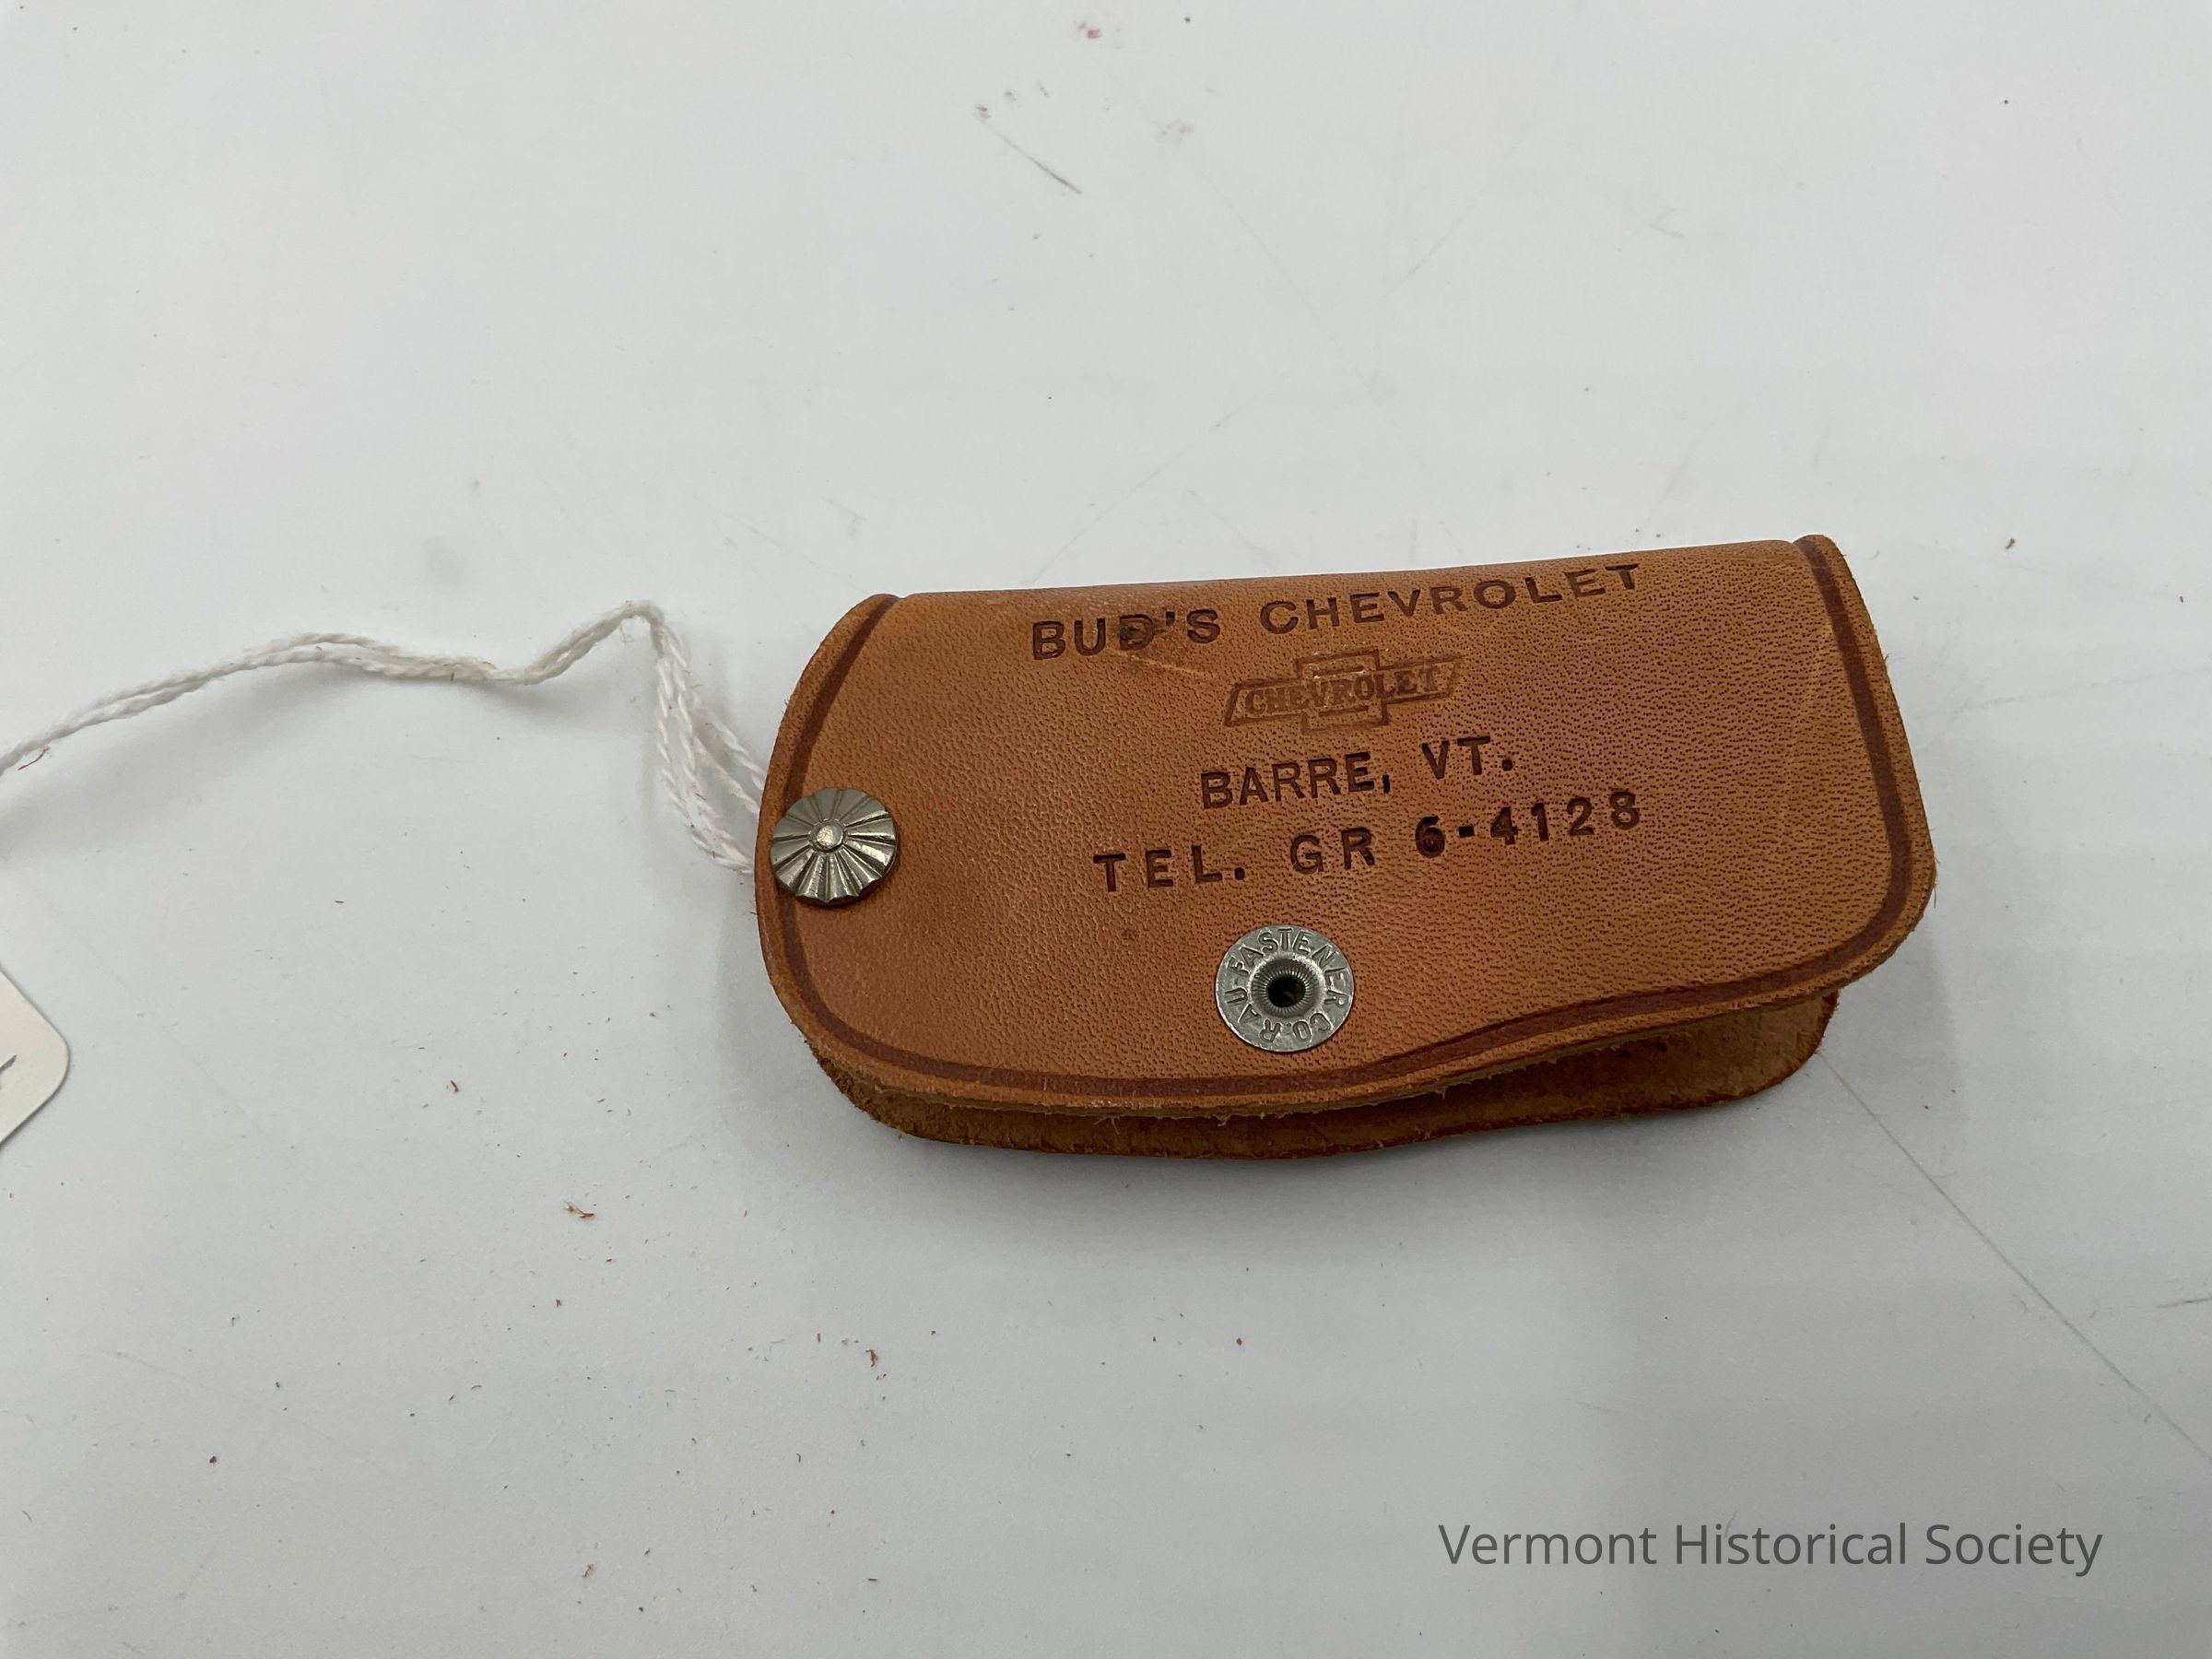 BUD'S CHEVROLET
CHEVROLET
BARRE, VT.
TEL. GR 6-4128
RAU FASTENER CO.
Vermont Historical Society